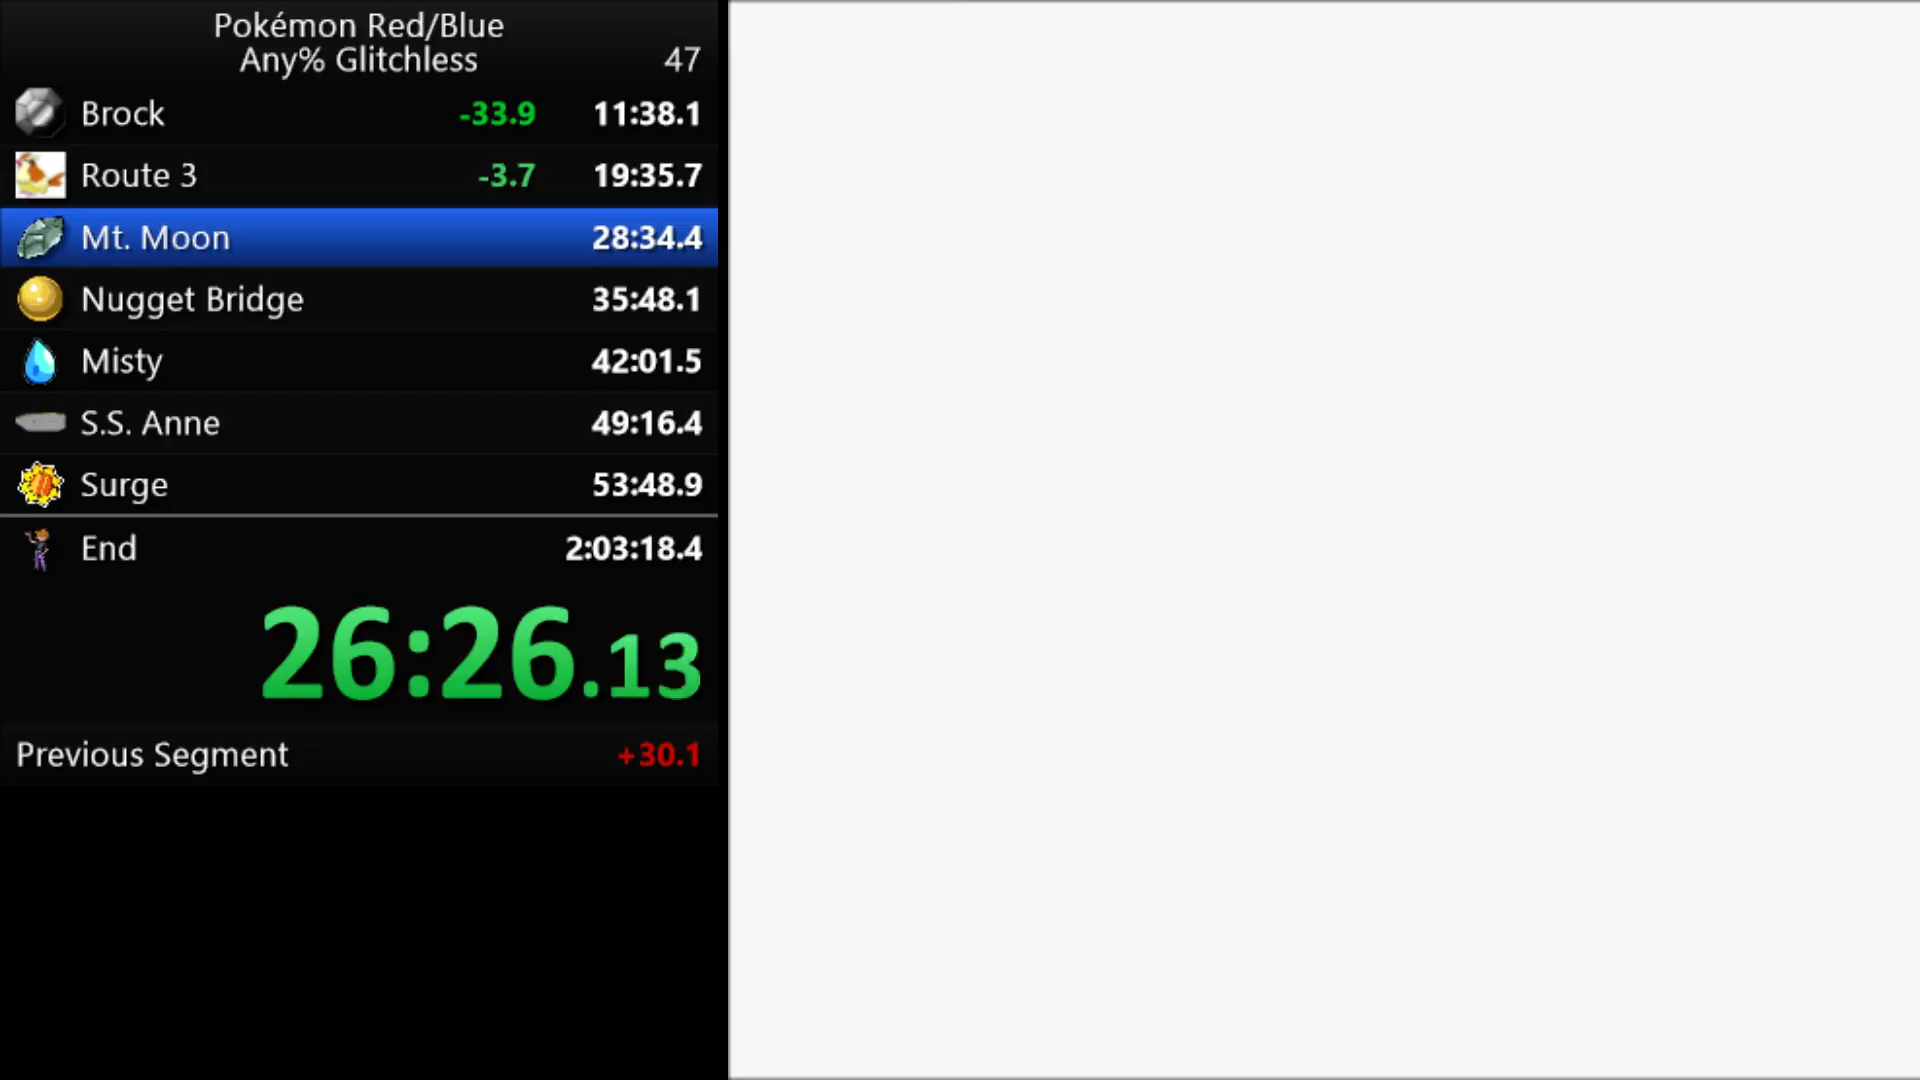 Pokémon Red/Blue
Any% Glitchless 47
Brock -33.9 11:38.1
Route 3 -3.7 19:35.7
Mt. Moon 28:34.4
Nugget Bridge 35:48.1
Misty 42:01.5
S.S. Anne 49:16.4
Surge 53:48.9
End 2:03:18.4
26:26.13
Previous Segment +30.1